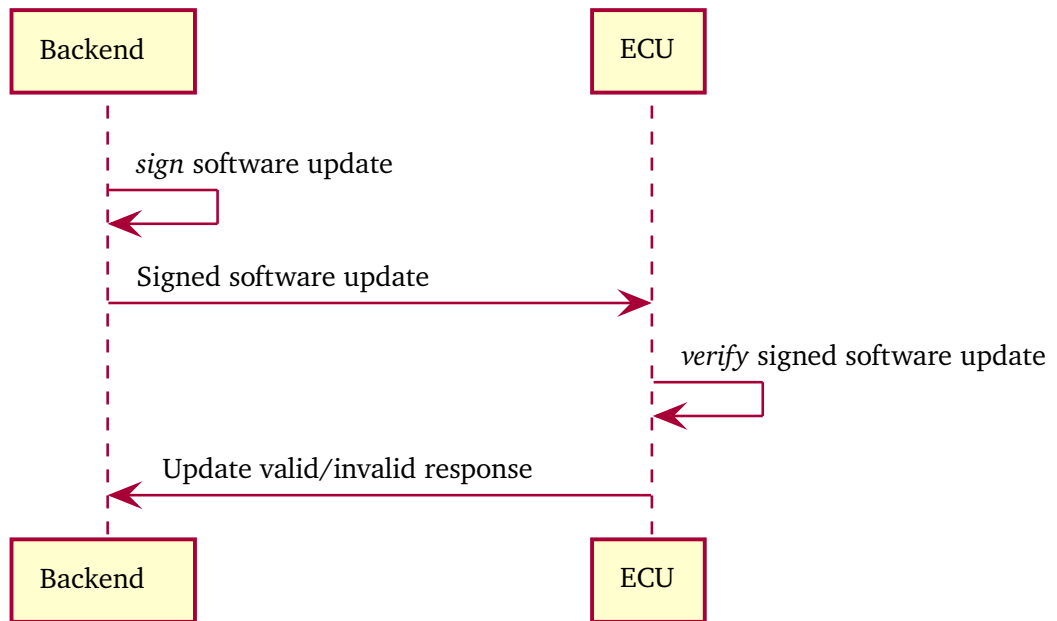 Backend
ECU
sign software update
Signed software update
verify signed software update
Update valid/invalid response
Backend
ECU